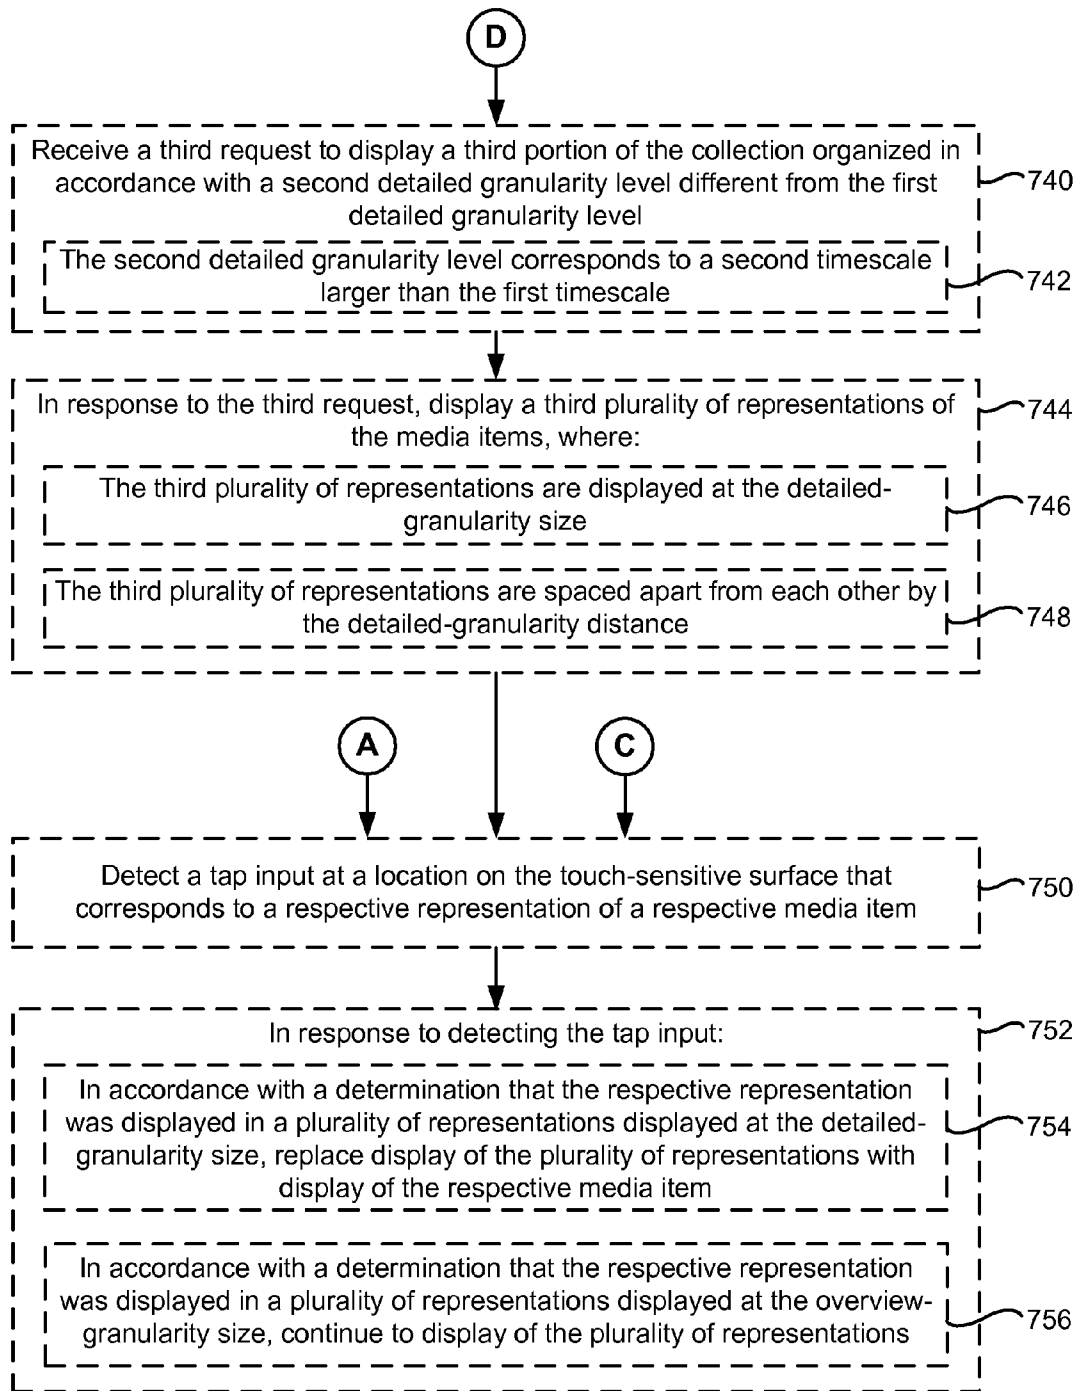 D
Receive a third request to display a third portion of the collection organized in
accordance with a second detailed granularity level different from the first
detailed granularity level
740
The second detailed granularity level corresponds to a second timescale
larger than the first timescale
742
In response to the third request, display a third plurality of representations of
the media items, where:
744
The third plurality of representations are displayed at the detailed-
granularity size
746
The third plurality of representations are spaced apart from each other by
the detailed-granularity distance
748
A
C
Detect a tap input at a location on the touch-sensitive surface that
corresponds to a respective representation of a respective media item
750
In response to detecting the tap input:
752
In accordance with a determination that the respective representation
was displayed in a plurality of representations displayed at the detailed-
granularity size, replace display of the plurality of representations with
display of the respective media item
754
In accordance with a determination that the respective representation
was displayed in a plurality of representations displayed at the overview-
granularity size, continue to display of the plurality of representations
756